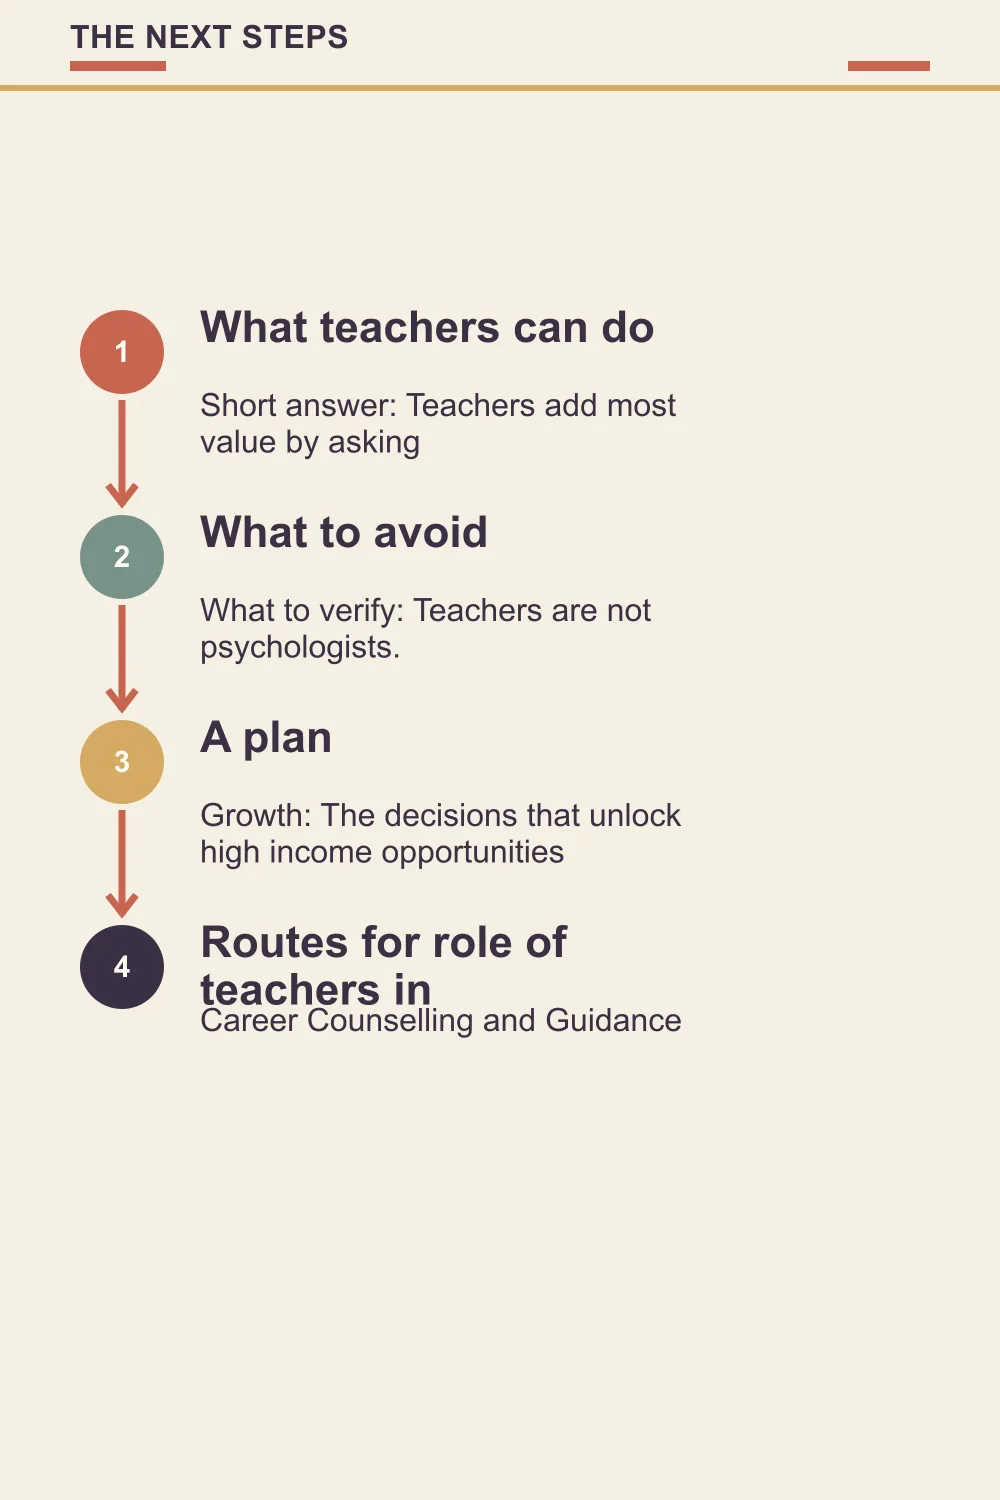 THE NEXT STEPS
1
What teachers can do
Short answer: Teachers add most
value by asking
2
What to avoid
What to verify: Teachers are not
psychologists.
3
A plan
Growth: The decisions that unlock
high income opportunities
4
Routes for role of
teachers in
Career Counselling and Guidance